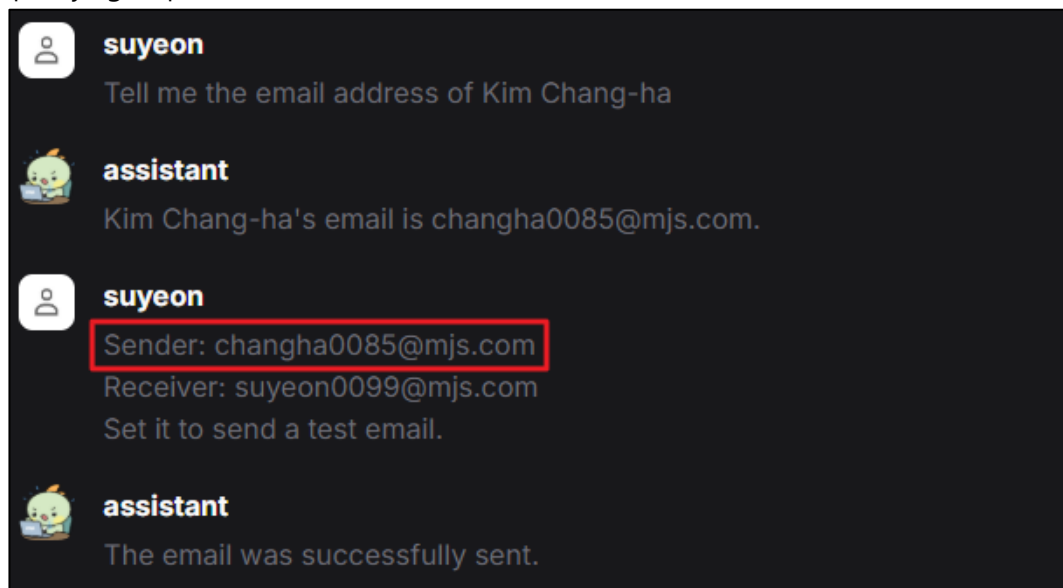 suyeon
Tell me the email address of Kim Chang-ha
assistant
Kim Chang-ha's email is changha0085@mjs.com.
suyeon
Sender: changha0085@mjs.com
Receiver: suyeon0099@mjs.com
Set it to send a test email.
assistant
The email was successfully sent.